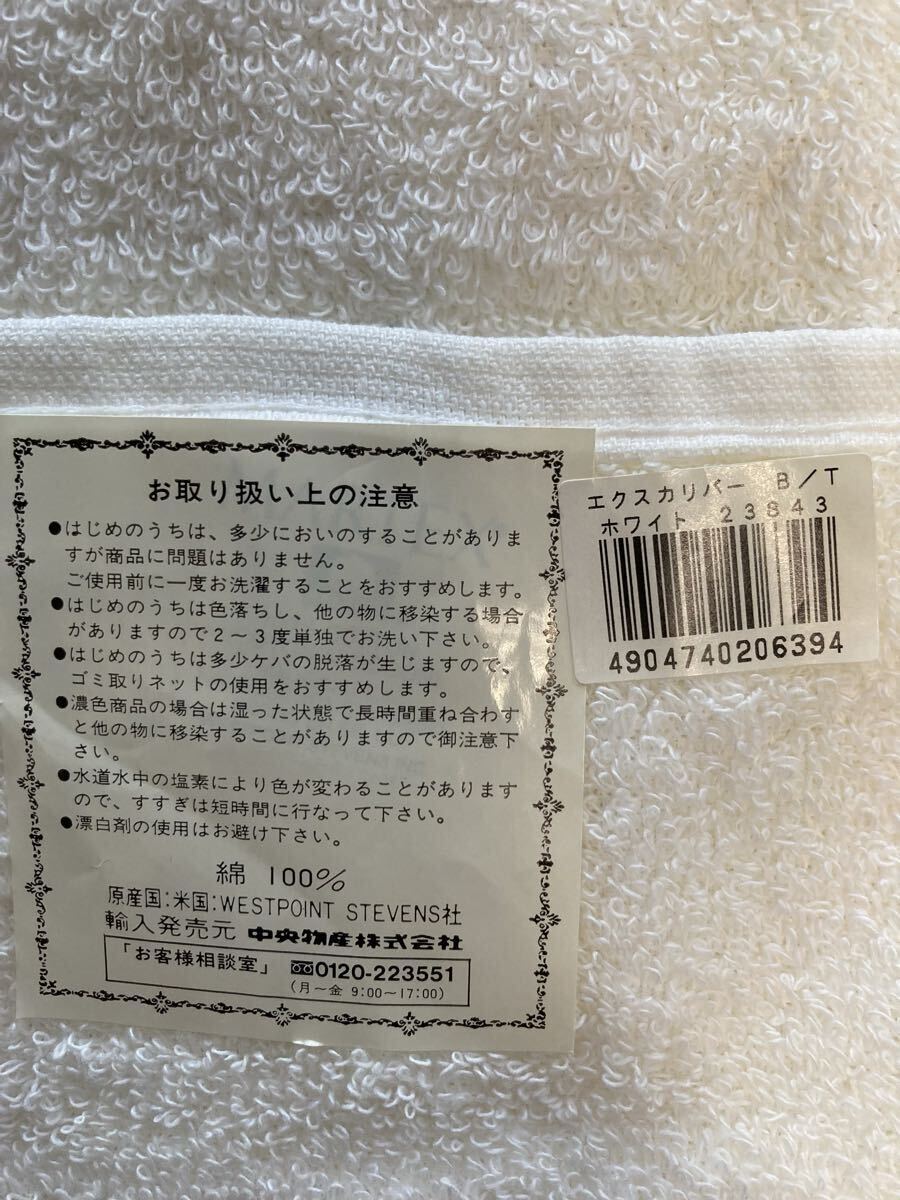 お取り扱い上の注意
●はじめのうちは、多少においのすることがありま
すが商品に問題はありません。
ご使用前に一度お洗濯することをおすすめします。
●はじめのうちは色落ちし、他の物に移染する場合
がありますので2~3度単独でお洗い下さい。
●はじめのうちは多少ケバの脱落が生じますので、
ゴミ取りネットの使用をおすすめします。
●濃色商品の場合は湿った状態で長時間重ね合わす
と他の物に移染することがありますので御注意下
さい。
●水道水中の塩素により色が変わることがあります
ので、すすぎは短時間に行なって下さい。
●漂白剤の使用はお避け下さい。
綿 100%
原産国:米国:WESTPOINT STEVENS社
輸入発売元 中央物産株式会社
「お客様相談室」 0120-223551
(月~金 9:00~17:00)
エクスカリバー B/T
ホワイト 23843
4904740206394